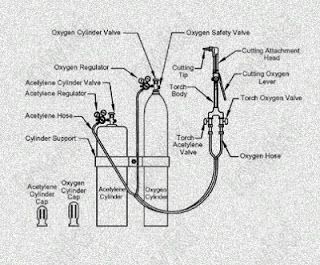 Oxygen Cylinder Valve
Oxygen Safety Valve
Oxygen Regulator
Acetylene Cylinder Valve
Acetylene Regulator
Acetylene Hose
Cylinder Support
Cutting
Tip
Cutting Attachment
Head
Cutting Oxygen
Lever
Torch
Body
Torch Oxygen Valve
Torch
Acetylene
Valve
Oxygen Hose
Acetylene
Cylinder
Cap
Oxygen
Cylinder
Cap
Acetylene
Cylinder
Oxygen
Cylinder